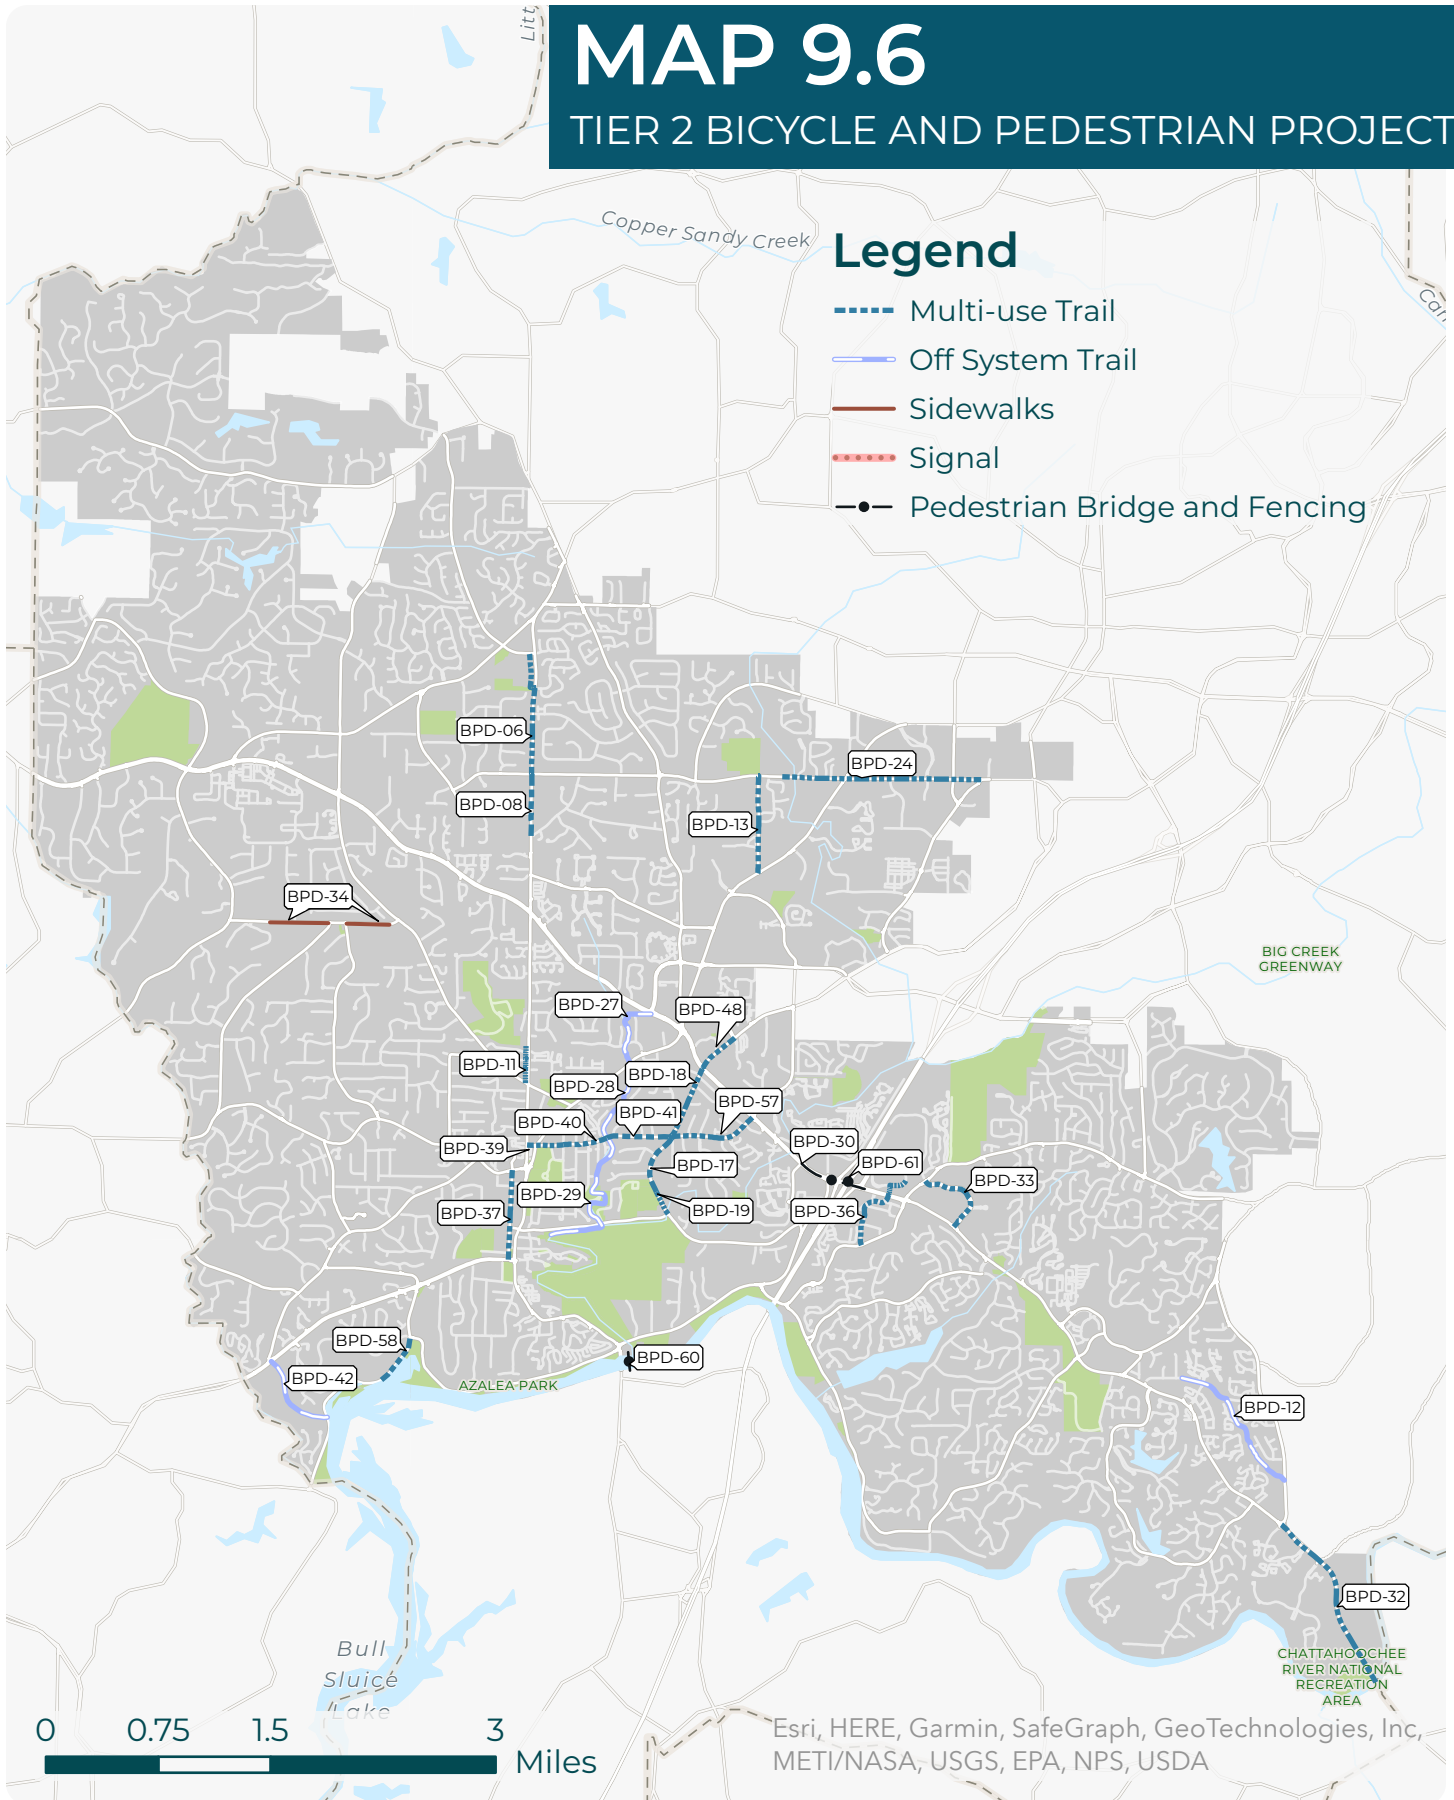 Litt
MAP 9.6
TIER 2 BICYCLE AND PEDESTRIAN PROJECT
Copper Sandy Creek
Legend
Multi-use Trail
Off System Trail
Sidewalks
Signal
Pedestrian Bridge and Fencing
Can
BPD-06
BPD-24
BPD-08
BPD-13
BPD-34
BIG CREEK
GREENWAY
BPD-27
BPD-48
BPD-11
BPD-18
BPD-28
BPD-57
BPD-41
BPD-40
BPD-30
BPD-39
BPD-61
BPD-17
BPD-33
BPD-29
BPD-37
BPD-19
BPD-36
BPD-58
BPD-60
BPD-42
AZALEA PARK
BPD-12
BPD-32
Bull
Sluice
Lake
CHATTAHOOCHEE
RIVER NATIONAL
RECREATION
AREA
0 0.75 1.5 3
Miles
Esri, HERE, Garmin, SafeGraph, GeoTechnologies, Inc,
METI/NASA, USGS, EPA, NPS, USDA